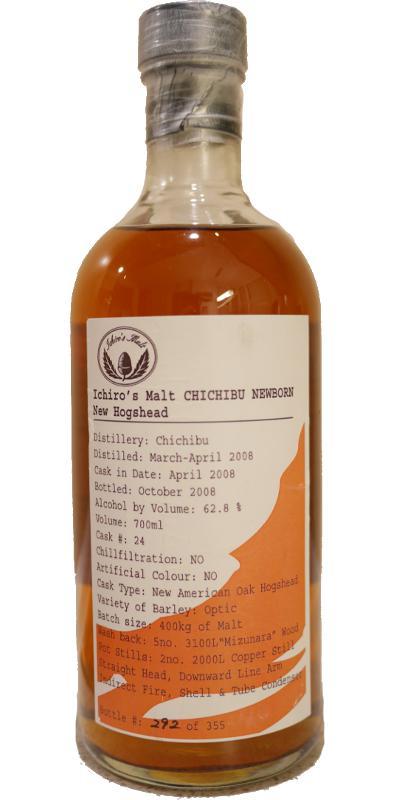 Ichiro's Malt
Ichiro's Malt CHICHIBU NEWBORN
New Hogshead
Distillery: Chichibu
Distilled: March-April 2008
Cask in Date: April 2008
Bottled: October 2008
Alcohol by Volume: 62.8 %
Volume: 700ml
Cask #: 24
Chillfiltration: NO
Artificial Colour: NO
Cask Type: New American Oak Hogshead
Variety of Barley: Optic
Batch size: 400kg of Malt
Wash back: 5no. 3100L"Mizunara" Wood
Pot Stills: 2no. 2000L Copper Still
Straight Head, Downward Line Arm
Indirect Fire, Shell & Tube Condenser
Bottle #: 292 of 355